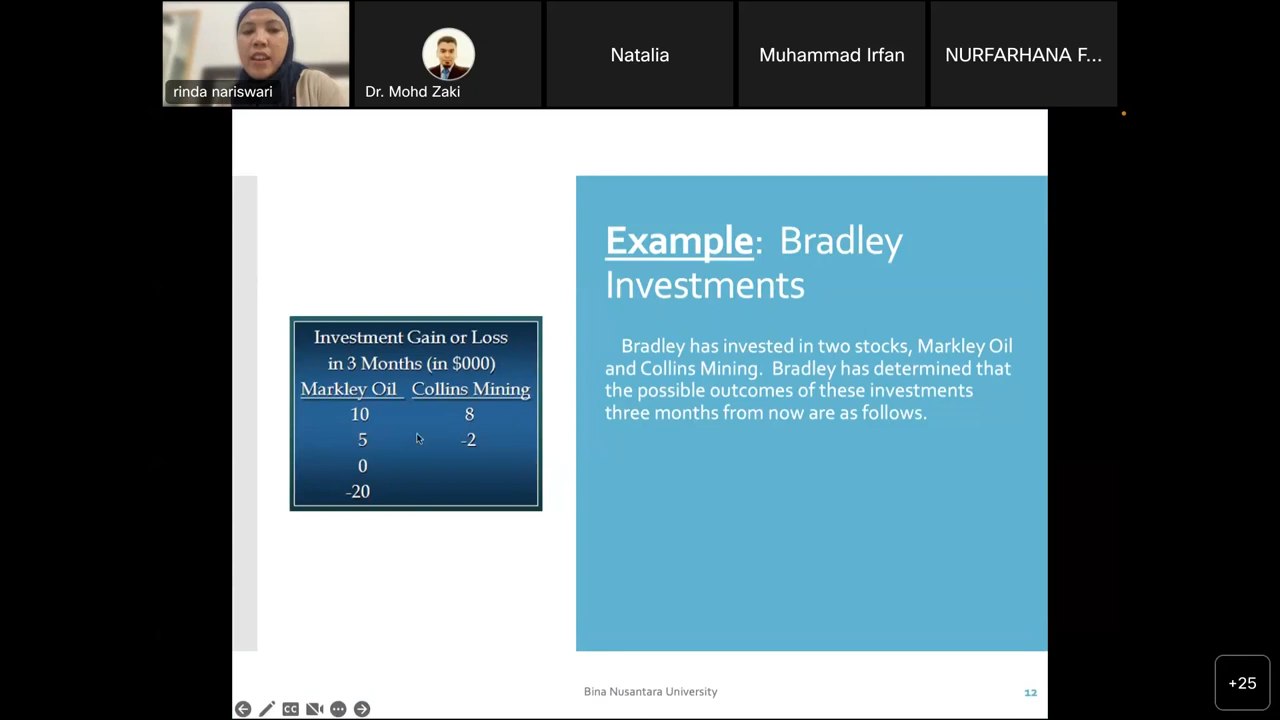 rinda nariswari
Dr. Mohd Zaki
Natalia
Muhammad Irfan
NURFARHANA F...
Example: Bradley
Investments
Bradley has invested in two stocks, Markley Oil
and Collins Mining. Bradley has determined that
the possible outcomes of these investments
three months from now are as follows.
Investment Gain or Loss
in 3 Months (in $000)
Markley Oil Collins Mining
10 8
5 -2
0
-20
Bina Nusantara University
12
CC
+25